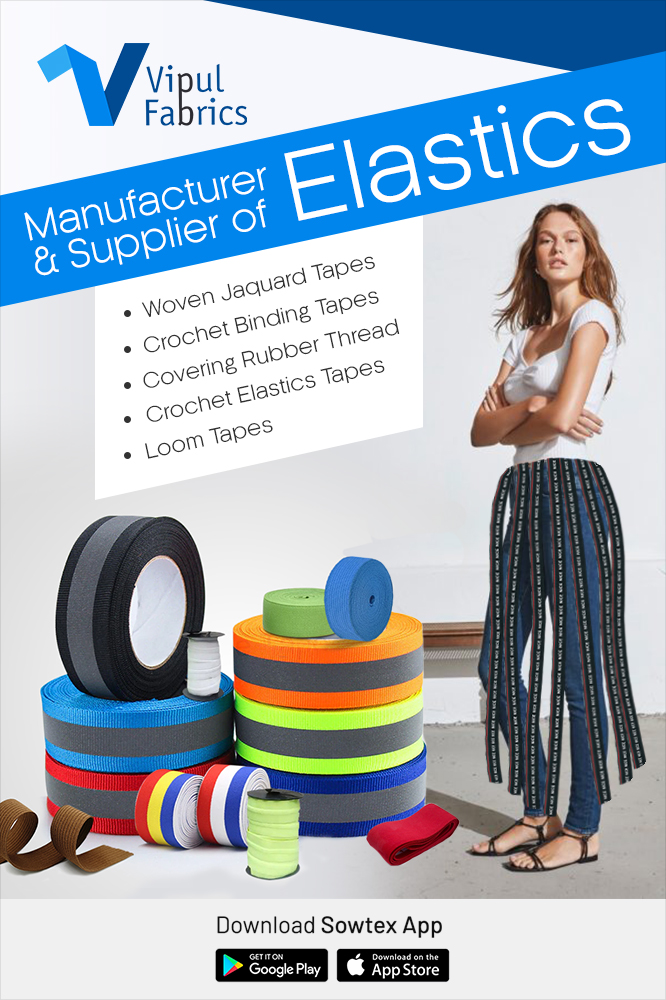 Vipul
Fabrics
Manufacturer
& Supplier of
Elastics
• Woven Jaquard Tapes
• Crochet Binding Tapes
• Covering Rubber Thread
• Crochet Elastics Tapes
• Loom Tapes
Download Sowtex App
GET IT ON
Google Play
Download on the
App Store